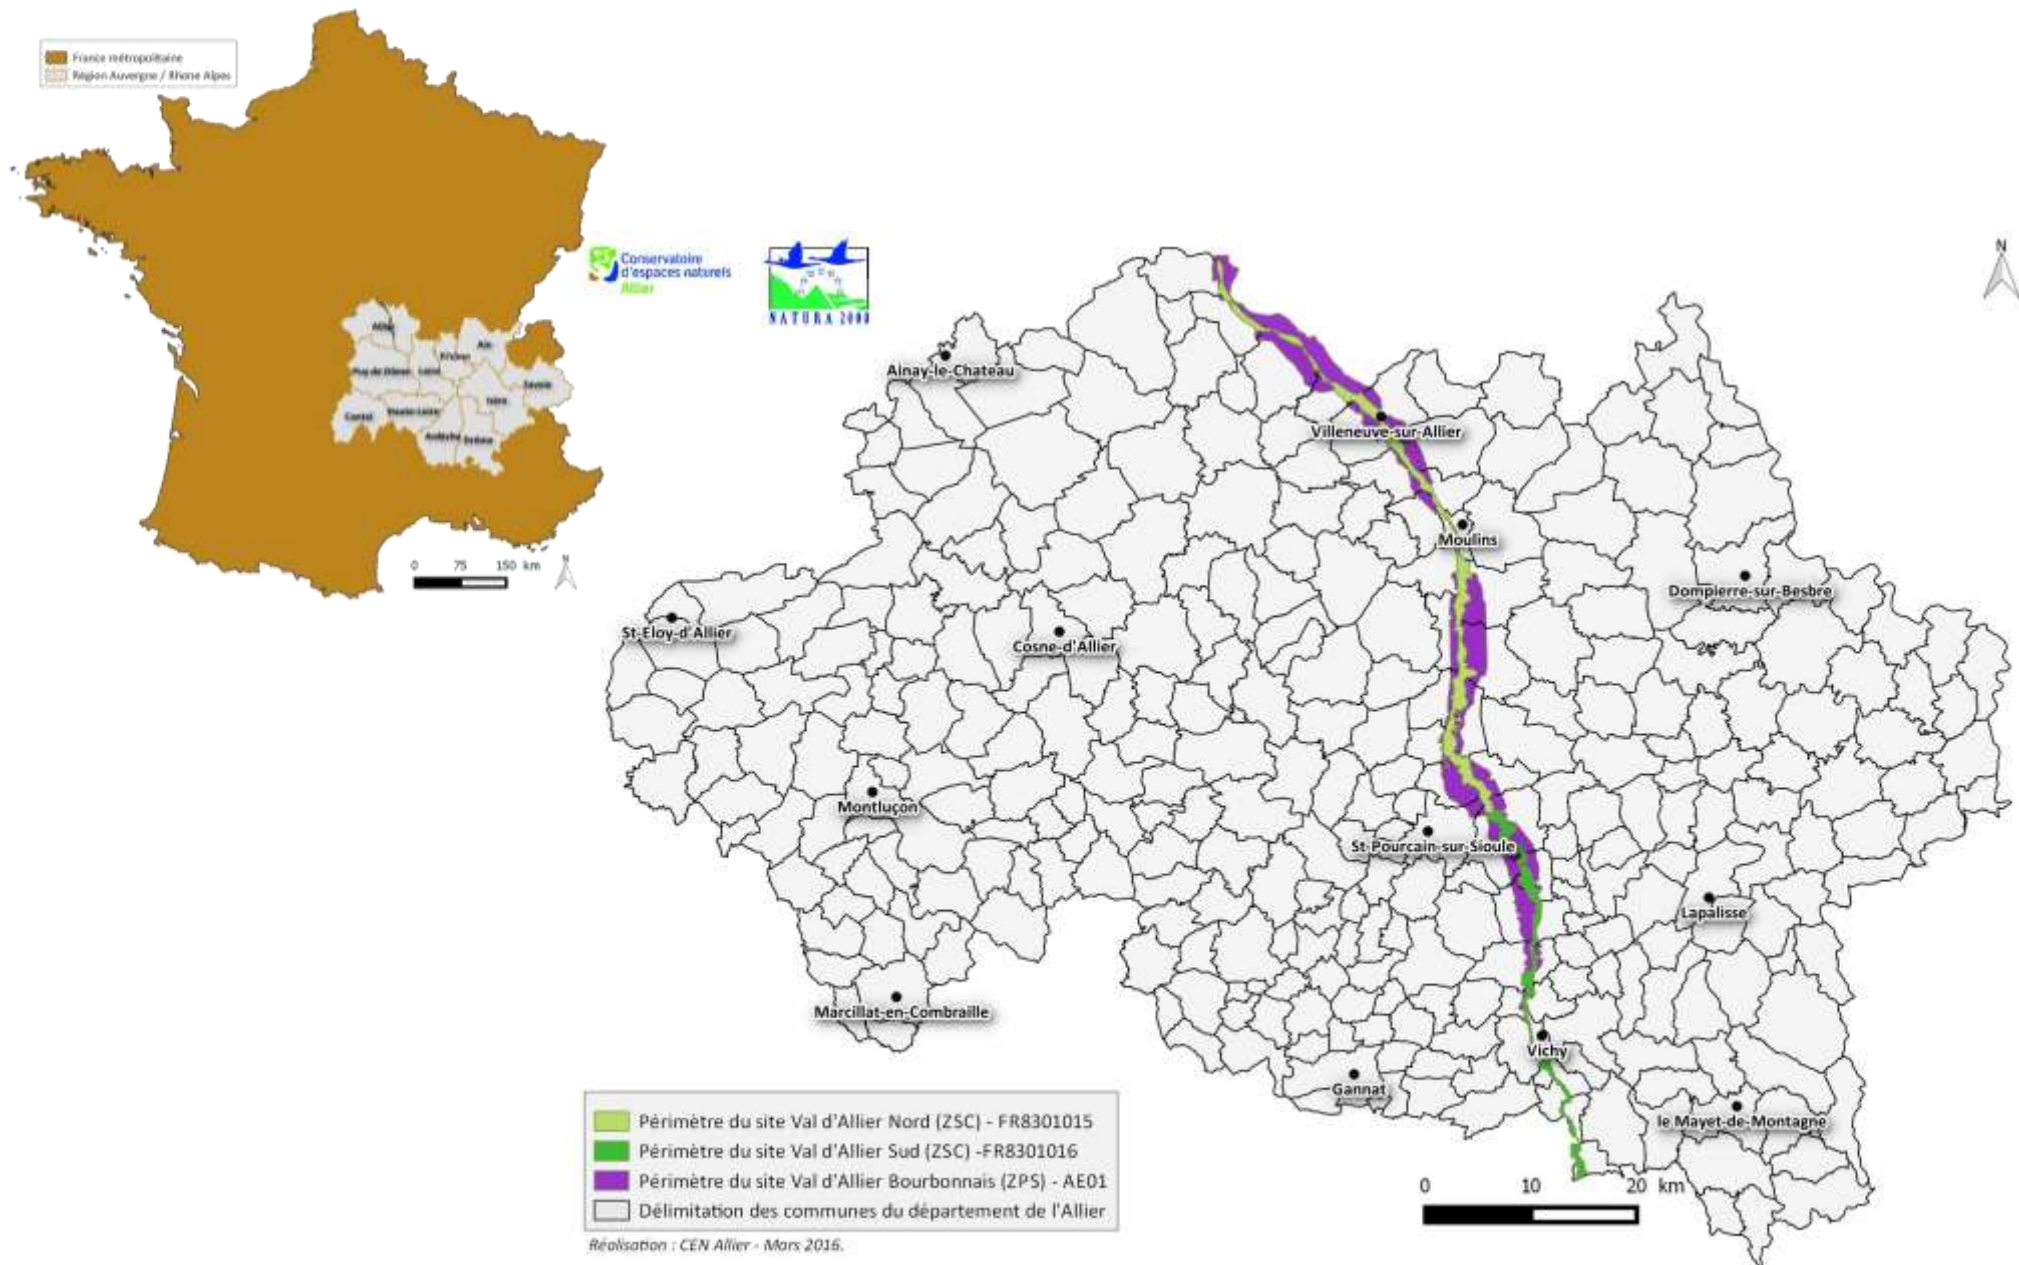 France métropolitaine
Région Auvergne / Rhone Alpes
Allier
Rhône
Ain
Puy de Dôme
Loire
Savoie
Isère
Cantal
Haute-Loire
Ardèche
Drôme
0 75 150 km
N
Conservatoire
d'espaces naturels
Allier
NATURA 2000
N
Ainay-le-Chateau
Villeneuve-sur-Allier
Moulins
Dompierre-sur-Besbre
St-Eloy-d'Allier
Cosne-d'Allier
Montluçon
St-Pourcain-sur-Sioule
Lapalisse
Marcillat-en-Combraille
Vichy
Gannat
le Mayet-de-Montagne
Périmètre du site Val d'Allier Nord (ZSC) - FR8301015
Périmètre du site Val d'Allier Sud (ZSC) -FR8301016
Périmètre du site Val d'Allier Bourbonnais (ZPS) - AE01
Délimitation des communes du département de l'Allier
0 10 20 km
Réalisation : CEN Allier - Mars 2016.